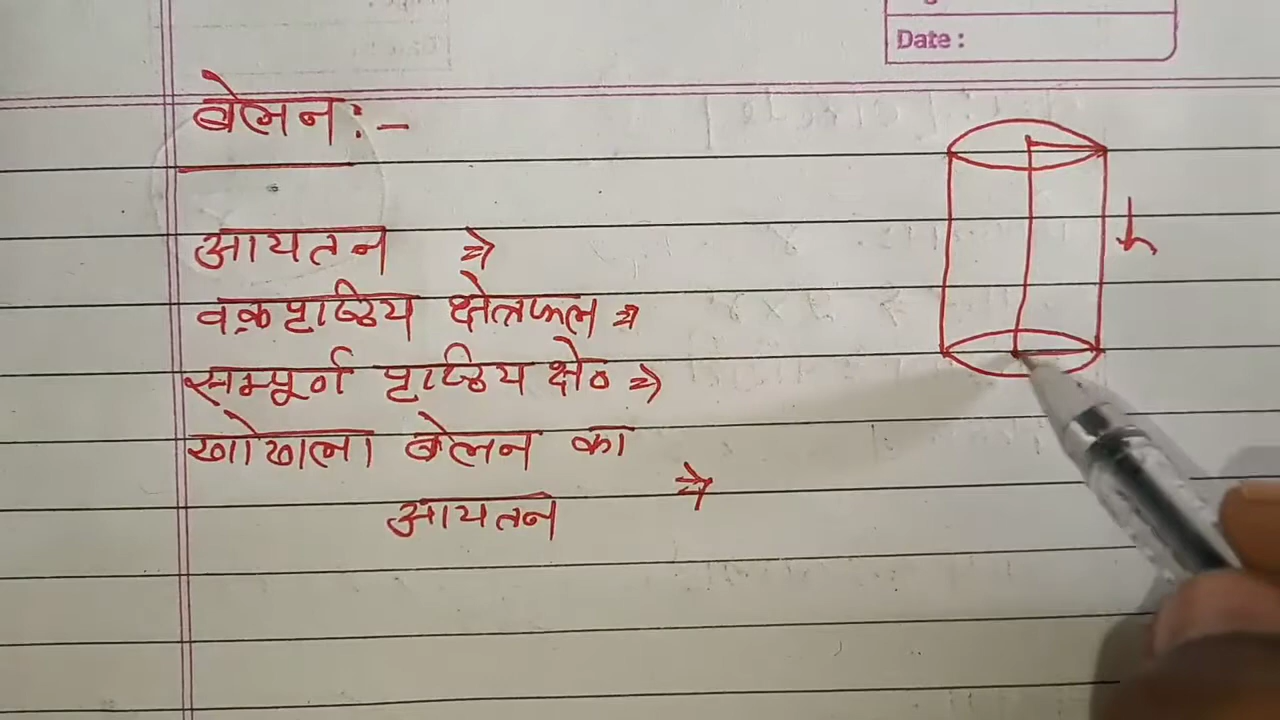 Date :
बेलन :-
आयतन ⇒
वक्रपृष्ठिय क्षेत्रफल ⇒
सम्पूर्ण पृष्ठिय क्षे० ⇒
खोखला बेलन का
आयतन ⇒
h